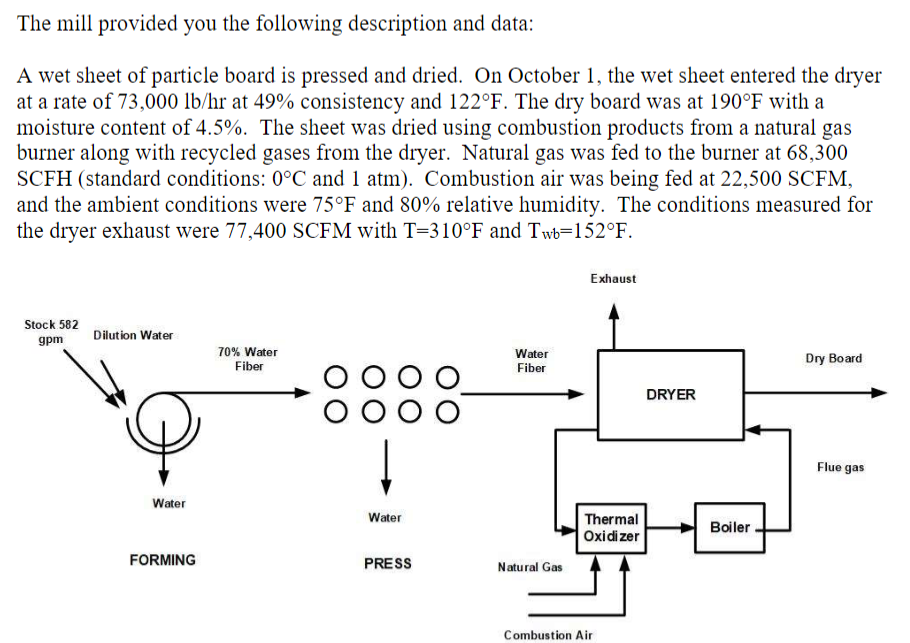 The mill provided you the following description and data:
A wet sheet of particle board is pressed and dried. On October 1, the wet sheet entered the dryer
at a rate of 73,000 lb/hr at 49% consistency and 122°F. The dry board was at 190°F with a
moisture content of 4.5%. The sheet was dried using combustion products from a natural gas
burner along with recycled gases from the dryer. Natural gas was fed to the burner at 68,300
SCFH (standard conditions: 0°C and 1 atm). Combustion air was being fed at 22,500 SCFM,
and the ambient conditions were 75°F and 80% relative humidity. The conditions measured for
the dryer exhaust were 77,400 SCFM with T=310°F and Twb=152°F.
Exhaust
Stock 582
gpm
Dilution Water
70% Water
Fiber
Water
Fiber
Dry Board
DRYER
Flue gas
Water
Water
Thermal
Oxidizer
Boiler
FORMING
PRESS
Natural Gas
Combustion Air